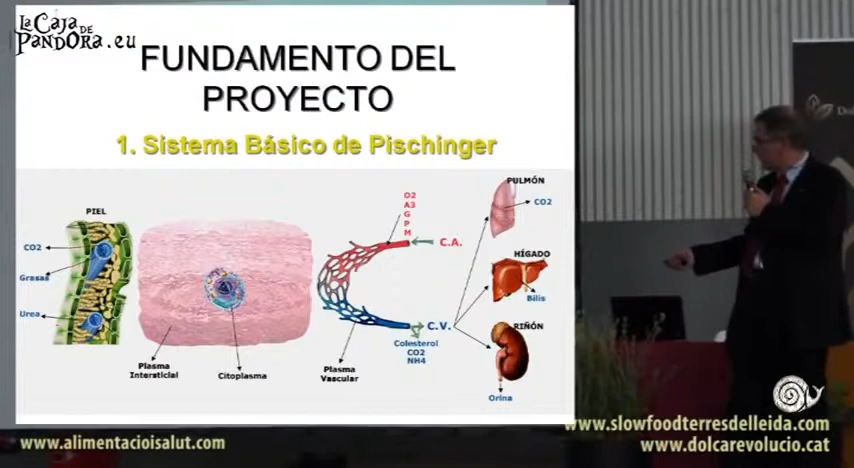 La Caja
DE
PANDORA.eu
FUNDAMENTO DEL
PROYECTO
1. Sistema Básico de Pischinger
PIEL
CO2
Grasas
Urea
Plasma
Intersticial
Citoplasma
Plasma
Vascular
O2
A3
G
P
M
C.A.
C.V.
Colesterol
CO2
NH4
PULMÓN
CO2
HÍGADO
Bilis
RIÑÓN
Orina
www.slowfoodterresdelleida.com
www.dolcarevolucio.cat
www.alimentacioisalut.com